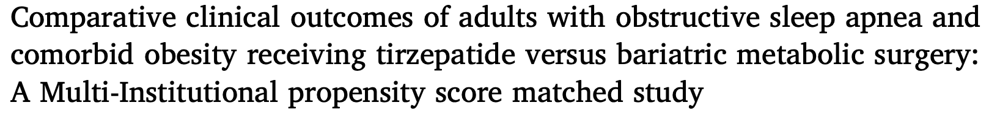 Comparative clinical outcomes of adults with obstructive sleep apnea and
comorbid obesity receiving tirzepatide versus bariatric metabolic surgery:
A Multi-Institutional propensity score matched study